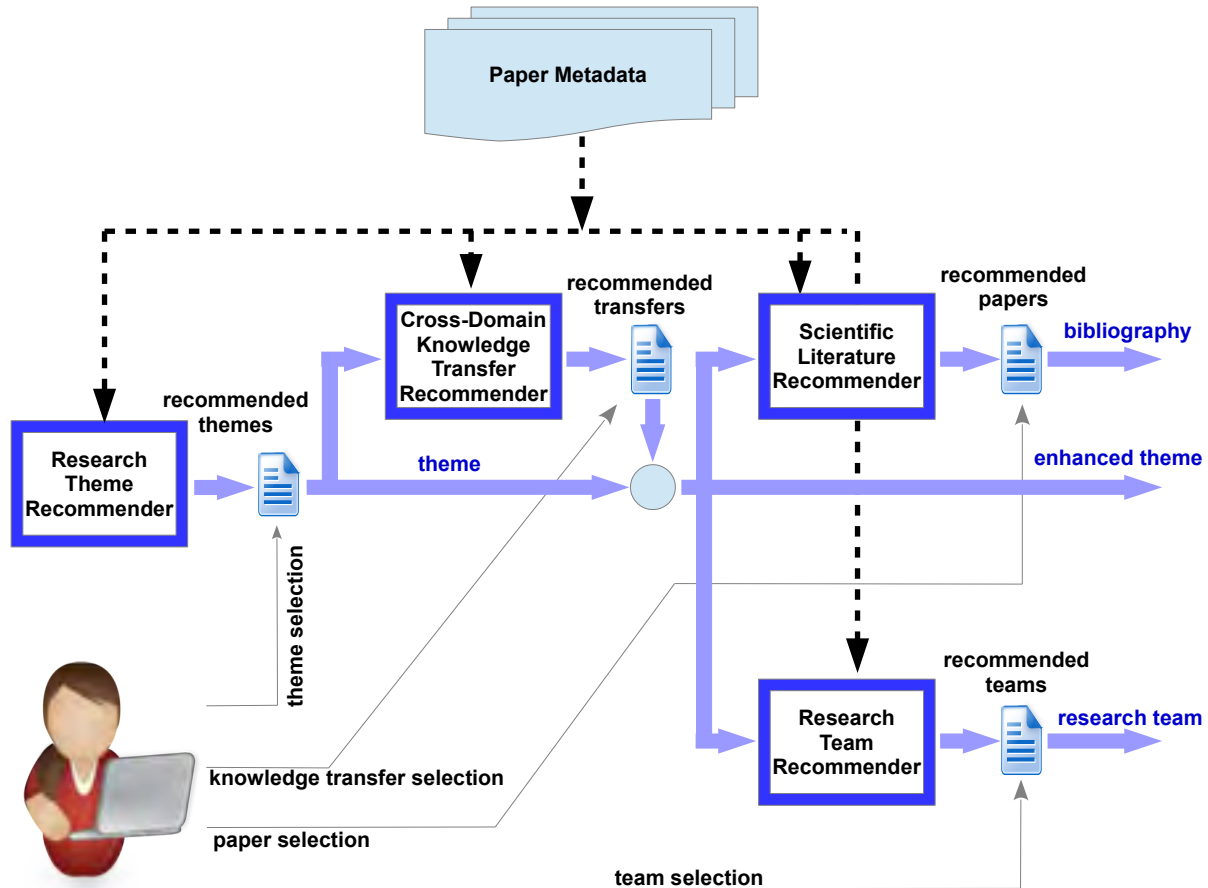 Paper Metadata
recommended
transfers
recommended
papers
Cross-Domain
Knowledge
Transfer
Recommender
Scientific
Literature
Recommender
bibliography
recommended
themes
Research
Theme
Recommender
theme
enhanced theme
theme selection
recommended
teams
Research
Team
Recommender
research team
knowledge transfer selection
paper selection
team selection